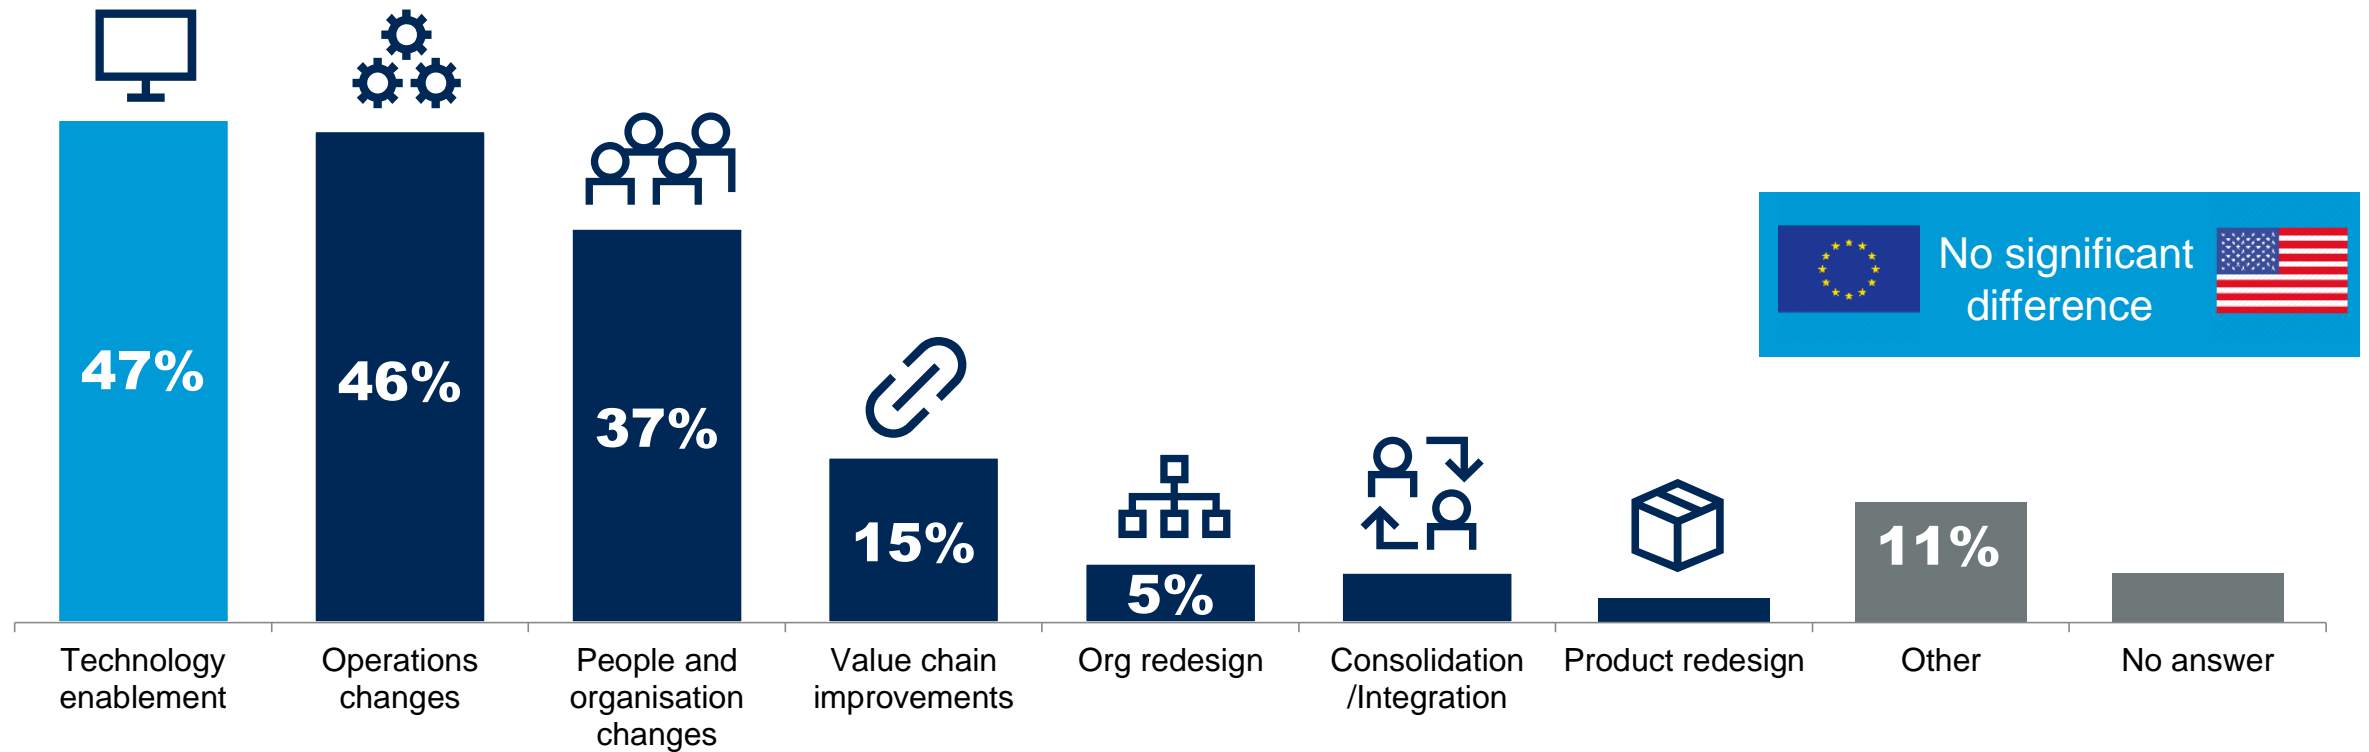 47%
46%
37%
15%
5%
11%
No significant
difference
Technology
enablement
Operations
changes
People and
organisation
changes
Value chain
improvements
Org redesign
Consolidation
/Integration
Product redesign
Other
No answer